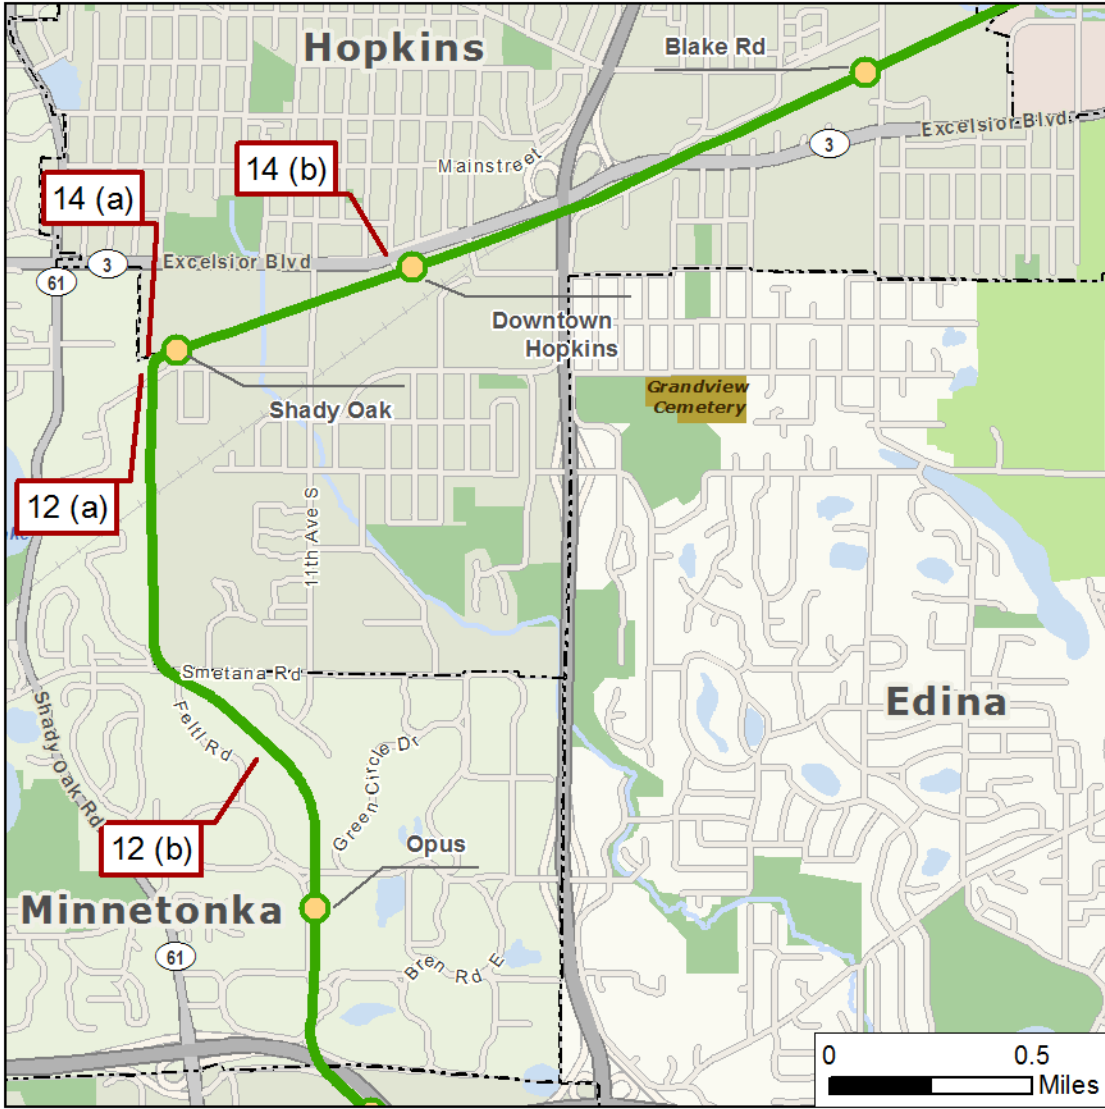 Hopkins
Blake Rd
Excelsior Blvd
3
Mainstreet
14 (b)
14 (a)
3
Excelsior Blvd
61
Downtown
Hopkins
Grandview
Cemetery
Shady Oak
12 (a)
11th Ave S
Smetana Rd
Feltl Rd
Shady Oak Rd
Green Circle Dr
Edina
12 (b)
Opus
Minnetonka
61
Bren Rd E
0 0.5
Miles